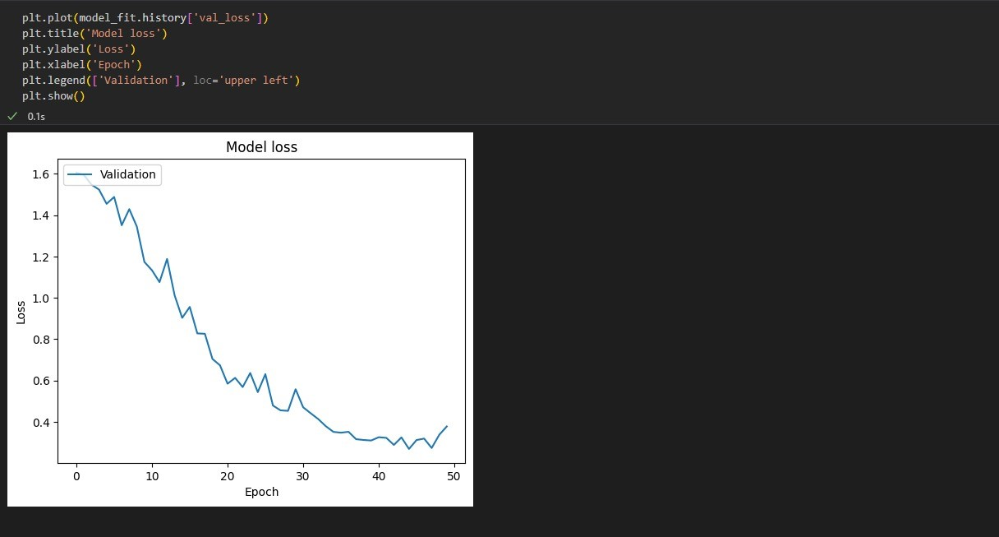 plt.plot(model_fit.history['val_loss'])
plt.title('Model loss')
plt.ylabel('Loss')
plt.xlabel('Epoch')
plt.legend(['Validation'], loc='upper left')
plt.show()
0.1s
Model loss
Validation
1.6
1.4
1.2
1.0
0.8
0.6
0.4
Loss
0 10 20 30 40 50
Epoch